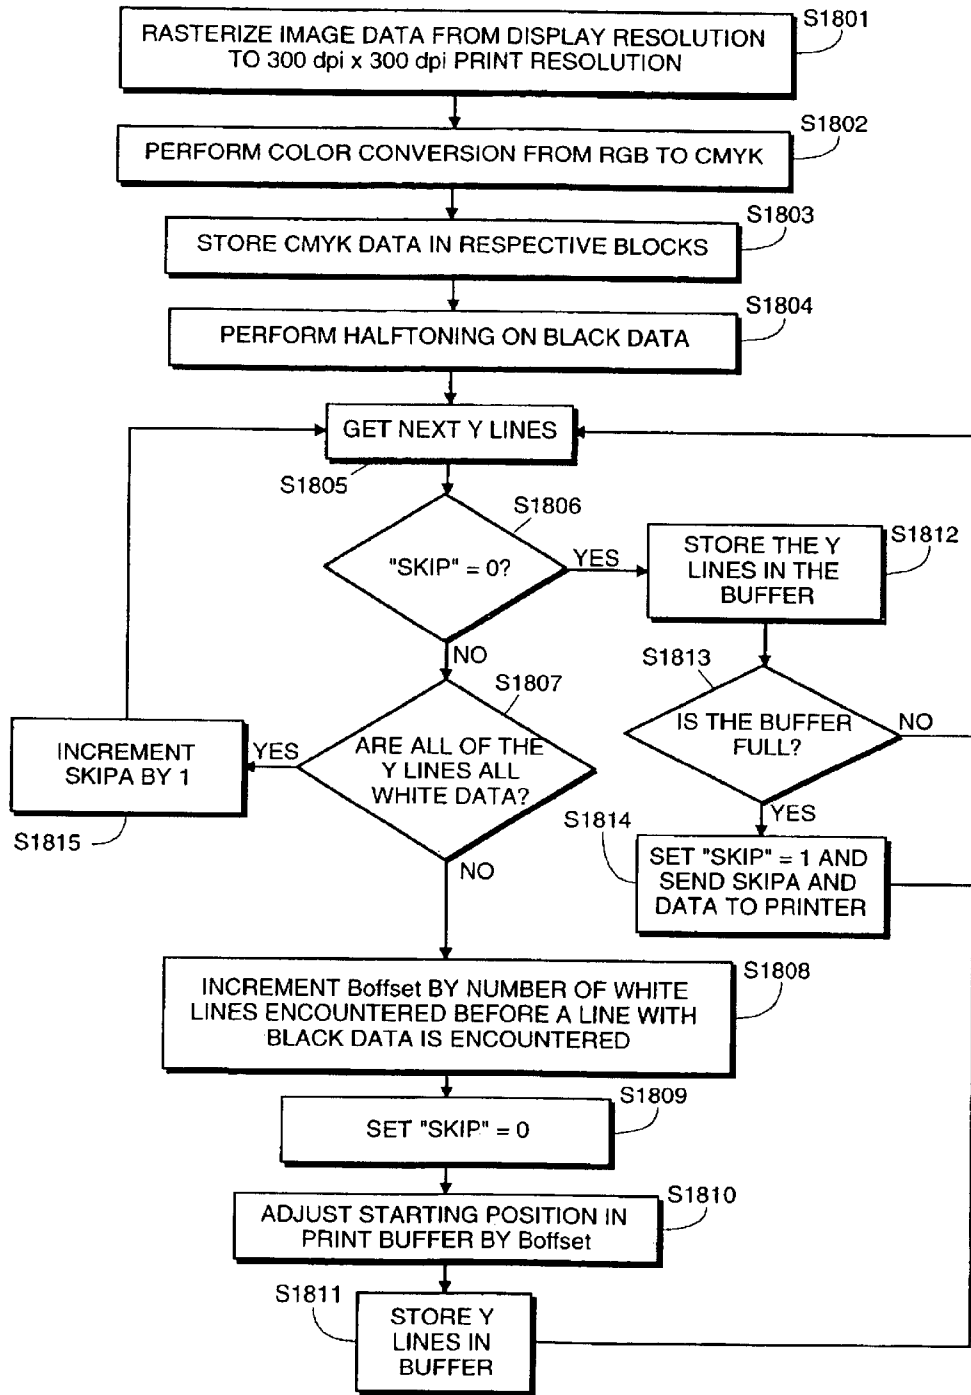 S1801
RASTERIZE IMAGE DATA FROM DISPLAY RESOLUTION
TO 300 dpi x 300 dpi PRINT RESOLUTION
S1802
PERFORM COLOR CONVERSION FROM RGB TO CMYK
S1803
STORE CMYK DATA IN RESPECTIVE BLOCKS
S1804
PERFORM HALFTONING ON BLACK DATA
GET NEXT Y LINES
S1805
S1806
"SKIP" = 0?
YES
NO
S1812
STORE THE Y
LINES IN THE
BUFFER
S1813
IS THE BUFFER
FULL?
NO
YES
S1807
ARE ALL OF THE
Y LINES ALL
WHITE DATA?
YES
NO
INCREMENT
SKIPA BY 1
S1815
S1814
SET "SKIP" = 1 AND
SEND SKIPA AND
DATA TO PRINTER
S1808
INCREMENT Boffset BY NUMBER OF WHITE
LINES ENCOUNTERED BEFORE A LINE WITH
BLACK DATA IS ENCOUNTERED
S1809
SET "SKIP" = 0
S1810
ADJUST STARTING POSITION IN
PRINT BUFFER BY Boffset
S1811
STORE Y
LINES IN
BUFFER